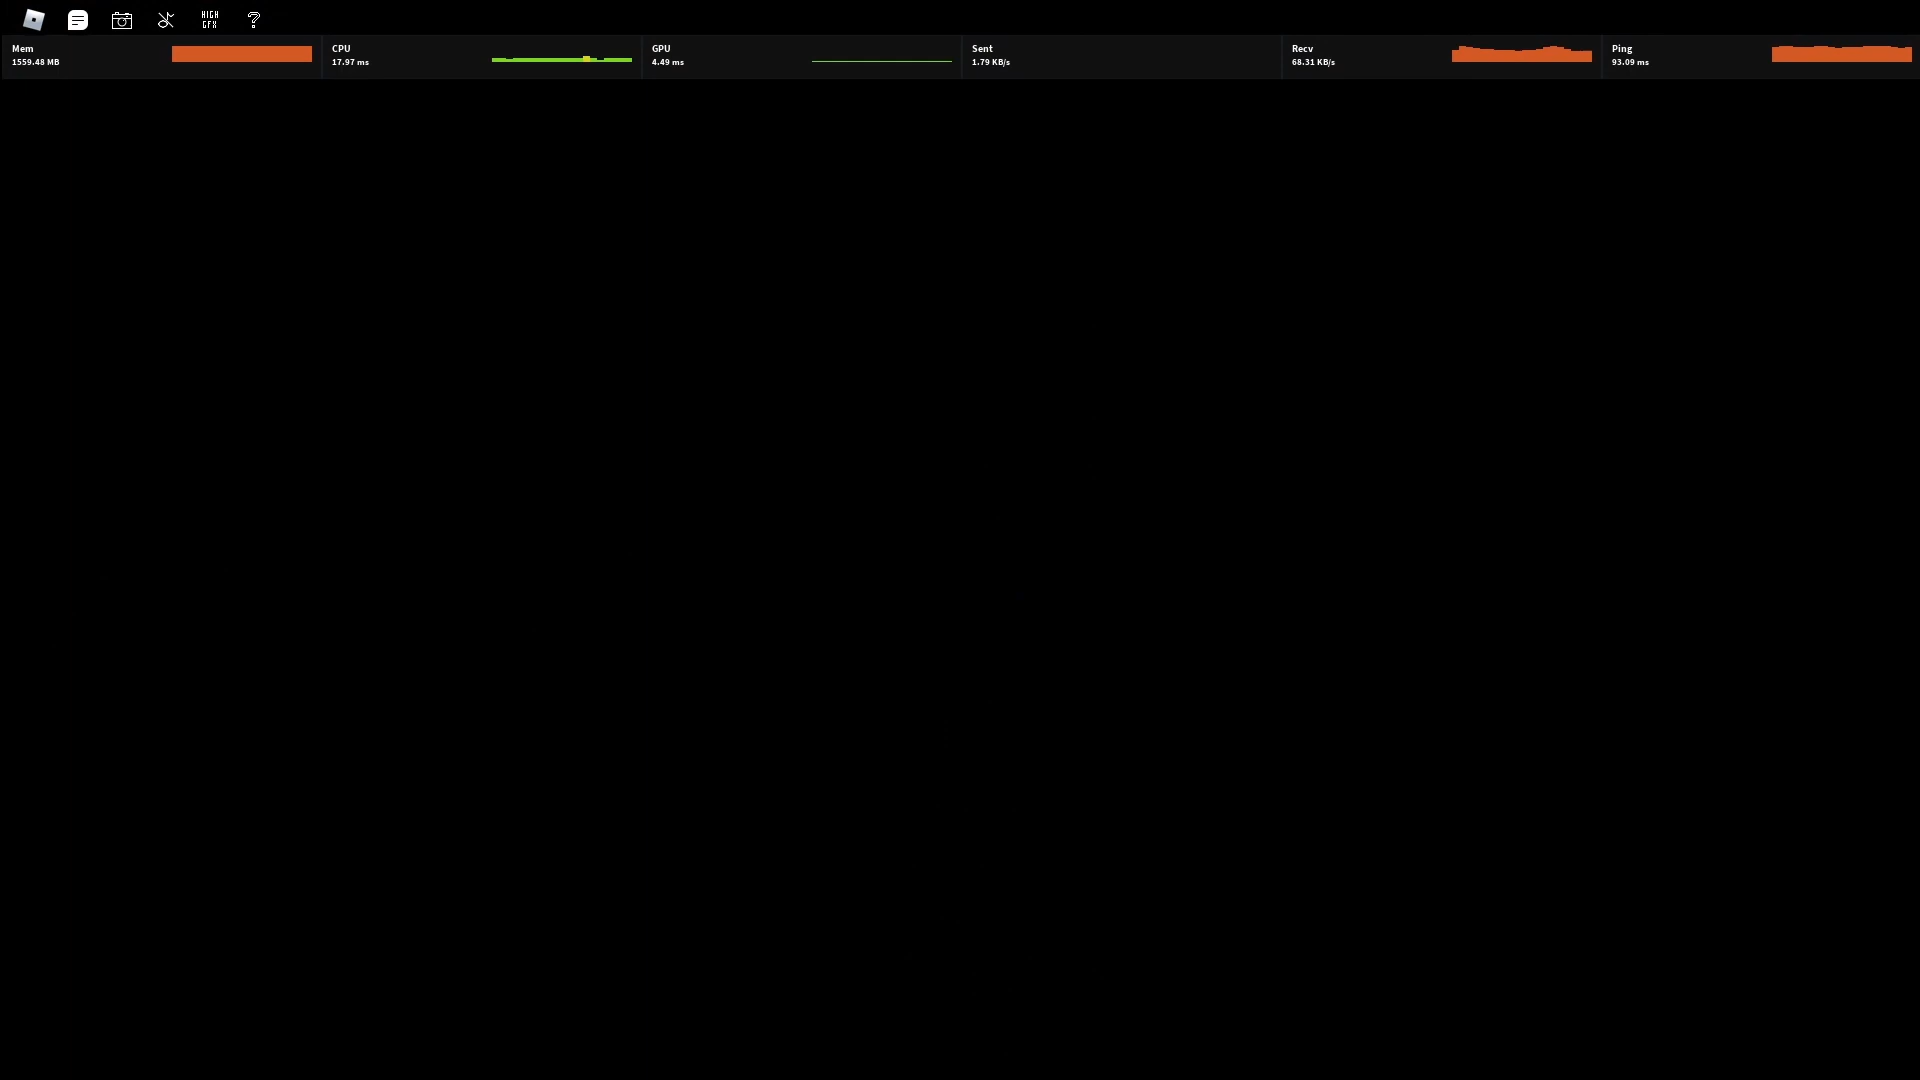 HIGH
GFX
?
Mem
1559.48 MB
CPU
17.97 ms
GPU
4.49 ms
Sent
1.79 KB/s
Recv
68.31 KB/s
Ping
93.09 ms